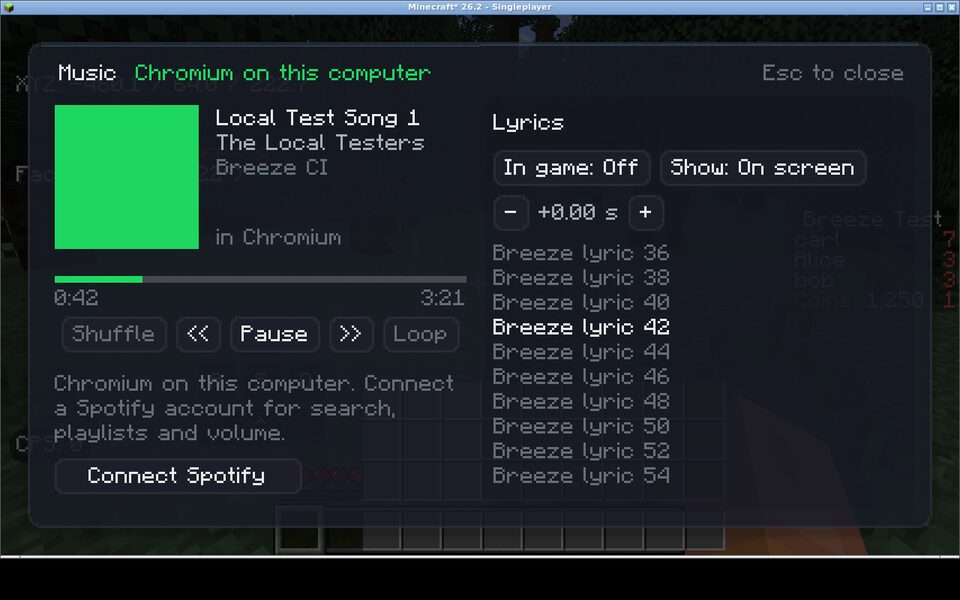 Minecraft* 26.2 - Singleplayer
Music Chromium on this computer
Esc to close
Local Test Song 1
The Local Testers
Breeze CI
in Chromium
0:42
3:21
Shuffle << Pause >> Loop
Chromium on this computer. Connect
a Spotify account for search,
playlists and volume.
Connect Spotify
Lyrics
In game: Off Show: On screen
- +0.00 s +
Breeze lyric 36
Breeze lyric 38
Breeze lyric 40
Breeze lyric 42
Breeze lyric 44
Breeze lyric 46
Breeze lyric 48
Breeze lyric 50
Breeze lyric 52
Breeze lyric 54
Breeze Test
carl 7
Alice 3
bob 3
Coins 1,250 1